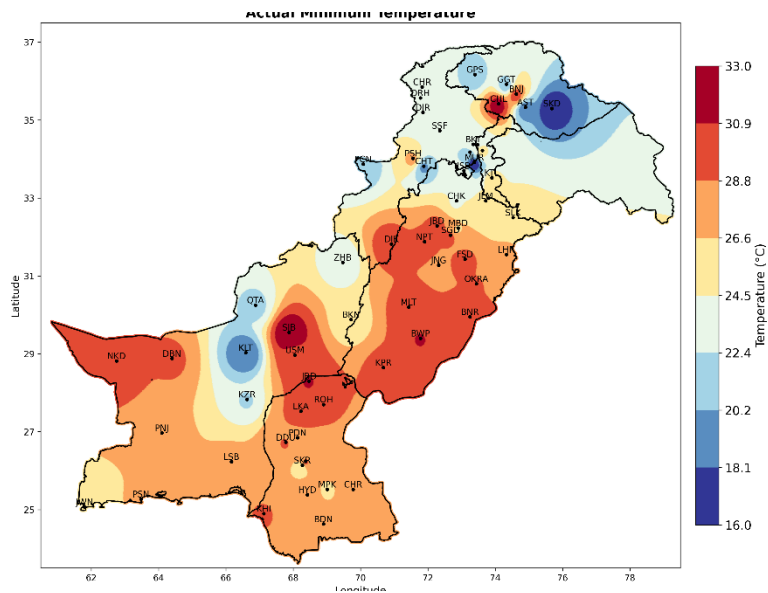 Actual Minimum Temperature
37
35
33
31
29
27
25
Latitude
62 64 66 68 70 72 74 76 78
Longitude
33.0
30.9
28.8
26.6
24.5
22.4
20.2
18.1
16.0
Temperature (°C)
GPS
CHR
DRH
DIR
GGT
BNJ
CHL
AST
SKD
SSF
PSH
CHT
CHK
JLM
JBD
MBD
SGD
DIK
NPT
LHR
FSD
JNG
OKRA
ZHB
QTA
MLT
BKN
BNR
SIB
BWP
KLT
USM
NKD
DBN
KPR
KZR
JBD
LKA
ROH
PNJ
DDU
PDN
LSB
SKR
JWN
PSN
HYD
MPK
CHR
KHI
BDN